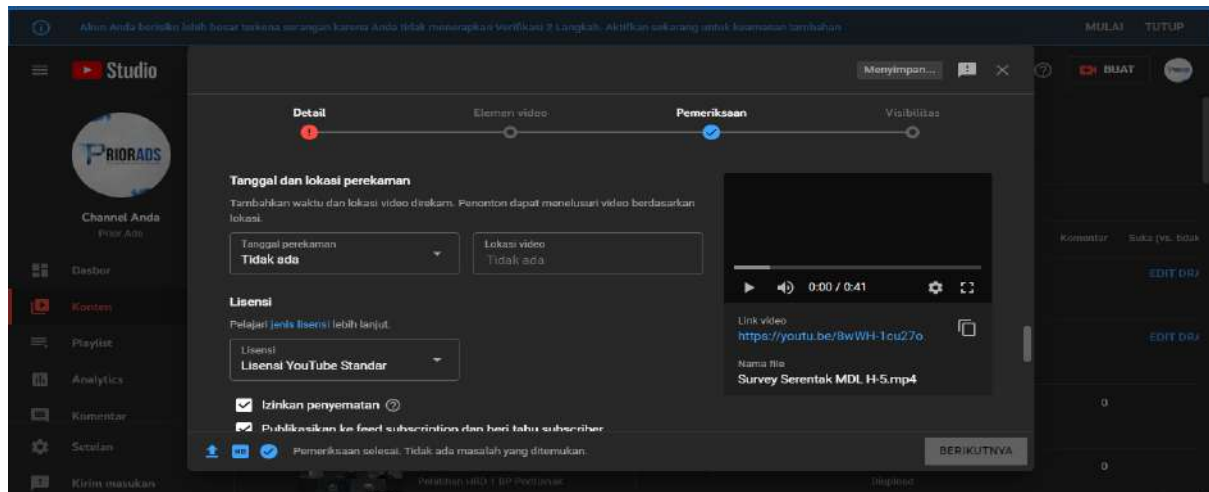 Akun Anda berisiko lebih besar terkena serangan karena Anda tidak menerapkan Verifikasi 2 Langkah. Aktifkan sekarang untuk keamanan tambahan
MULAI TUTUP
Studio
Menyimpan...
BUAT
Detail
Elemen video
Pemeriksaan
Visibilitas
PRIORADS
Channel Anda
Prior Ads
Dasbor
Konten
Playlist
Analytics
Komentar
Setelan
Kirim masukan
Tanggal dan lokasi perekaman
Tambahkan waktu dan lokasi video direkam. Penonton dapat menelusuri video berdasarkan
lokasi.
Tanggal perekaman
Tidak ada
Lokasi video
Tidak ada
Lisensi
Pelajari jenis lisensi lebih lanjut.
Lisensi
Lisensi YouTube Standar
Izinkan penyematan
Publikasikan ke feed subscription dan beri tahu subscriber
0:00 / 0:41
Link video
https://youtu.be/8wWH-1cu27o
Nama file
Survey Serentak MDL H-5.mp4
Komentar Suka (vs. tidak
EDIT DRA
EDIT DRA
0
0
HD
Pemeriksaan selesai. Tidak ada masalah yang ditemukan.
BERIKUTNYA